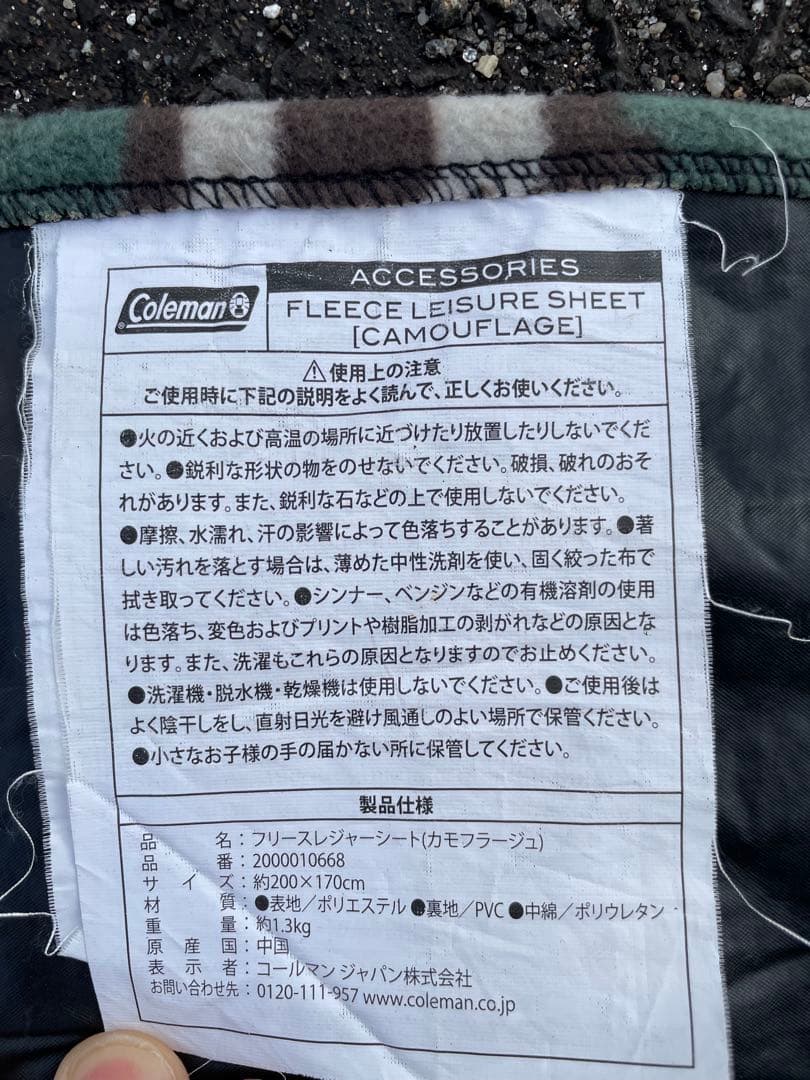 Coleman
ACCESSORIES
FLEECE LEISURE SHEET
[CAMOUFLAGE]
⚠使用上の注意
ご使用時に下記の説明をよく読んで、正しくお使いください。
●火の近くおよび高温の場所に近づけたり放置したりしないでくだ
さい。●鋭利な形状の物をのせないでください。破損、破れのおそ
れがあります。また、鋭利な石などの上で使用しないでください。
●摩擦、水濡れ、汗の影響によって色落ちすることがあります。●著
しい汚れを落とす場合は、薄めた中性洗剤を使い、固く絞った布で
拭き取ってください。●シンナー、ベンジンなどの有機溶剤の使用
は色落ち、変色およびプリントや樹脂加工の剥がれなどの原因とな
ります。また、洗濯もこれらの原因となりますのでお止めください。
●洗濯機・脱水機・乾燥機は使用しないでください。●ご使用後は
よく陰干しをし、直射日光を避け風通しのよい場所で保管ください。
●小さなお子様の手の届かない所に保管してください。
製品仕様
品名：フリースレジャーシート(カモフラージュ)
品番：2000010668
サイズ：約200×170cm
材質：●表地／ポリエステル ●裏地／PVC ●中綿／ポリウレタン
重量：約1.3kg
原産国：中国
表示者：コールマン ジャパン株式会社
お問い合わせ先：0120-111-957 www.coleman.co.jp